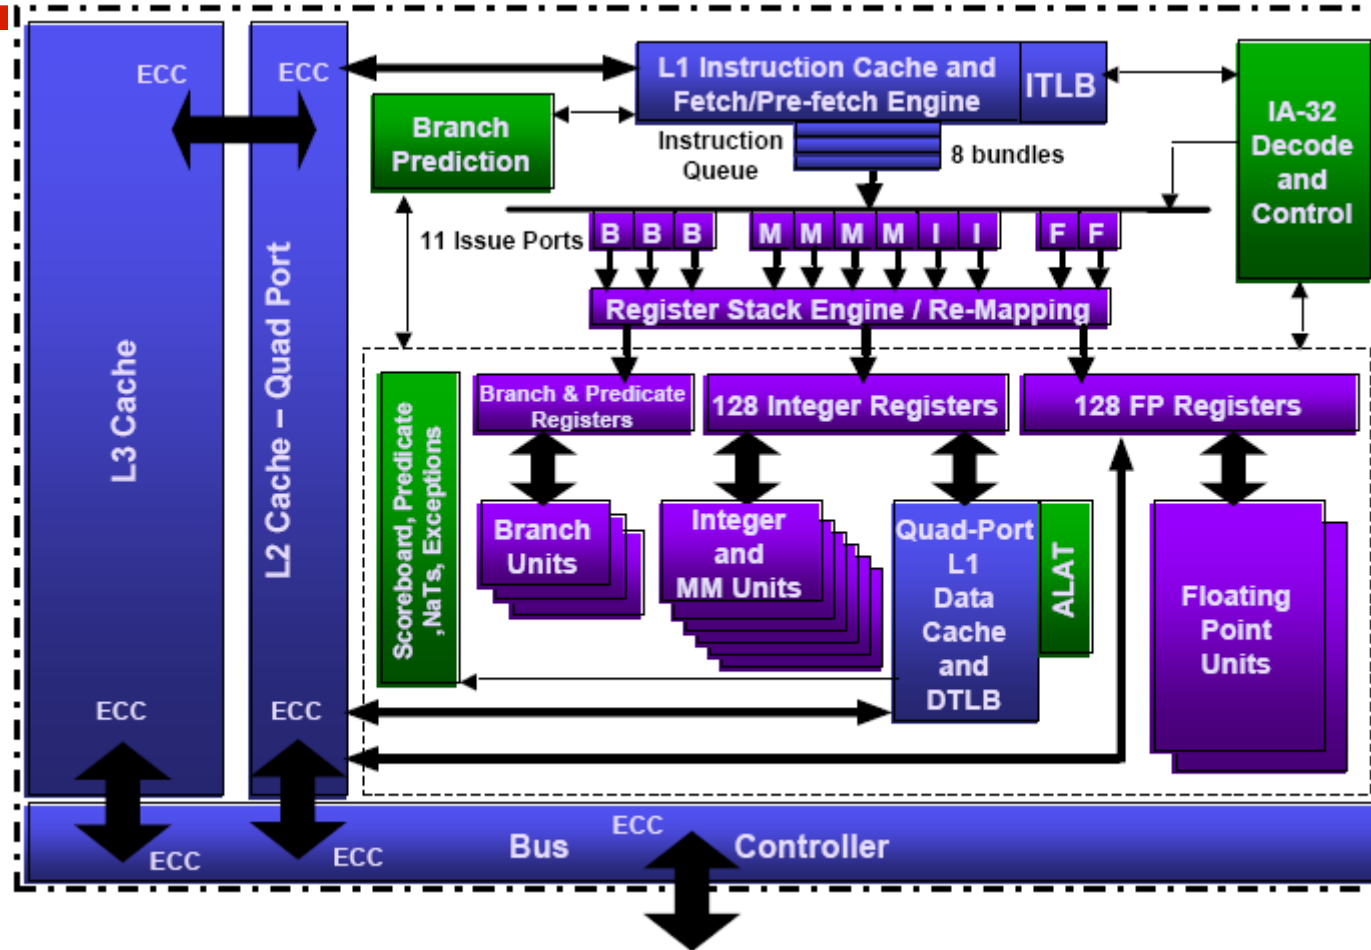 ECC
ECC
L1 Instruction Cache and
Fetch/Pre-fetch Engine
ITLB
IA-32
Decode
and
Control
Branch
Prediction
Instruction
Queue
8 bundles
11 Issue Ports
B B B M M M M I I F F
Register Stack Engine / Re-Mapping
L3 Cache
L2 Cache – Quad Port
Scoreboard, Predicate
,NaTs, Exceptions
Branch & Predicate
Registers
128 Integer Registers
128 FP Registers
Branch
Units
Integer
and
MM Units
Quad-Port
L1
Data
Cache
and
DTLB
ALAT
Floating
Point
Units
ECC
ECC
ECC
ECC
ECC
Bus Controller